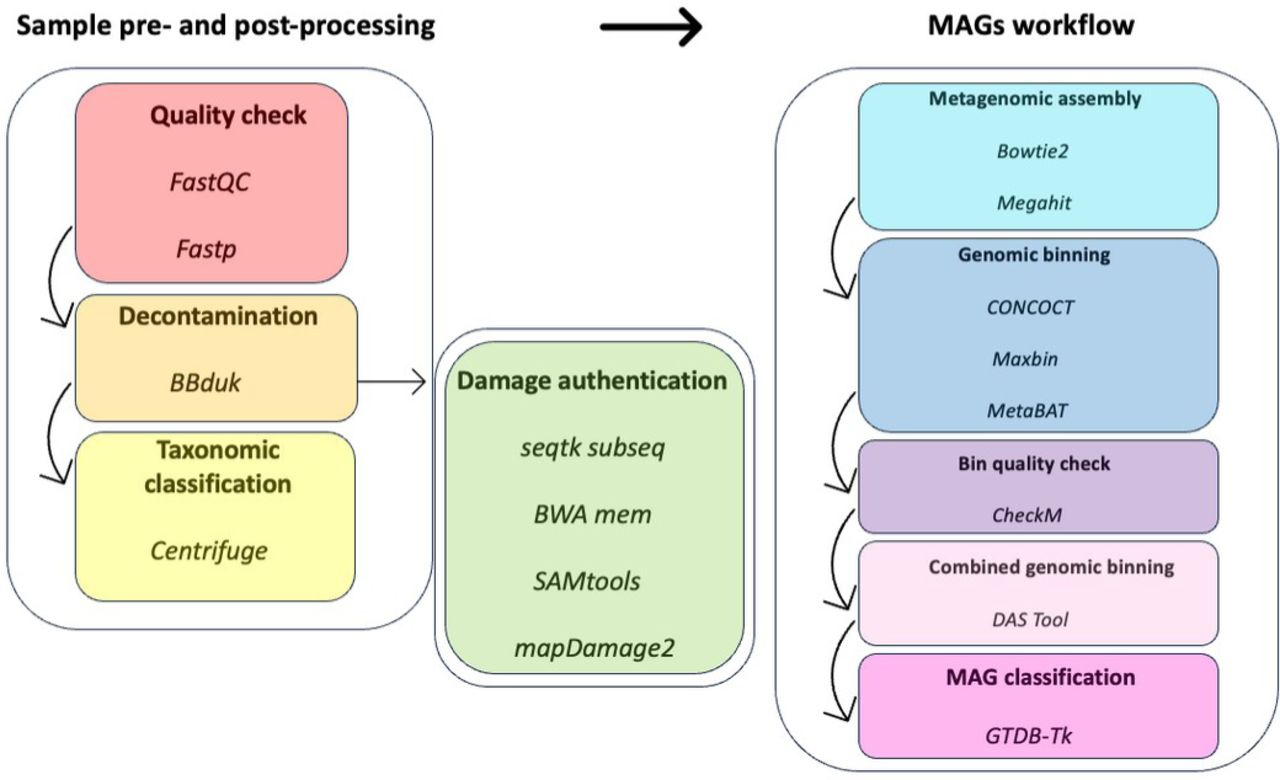 Sample pre- and post-processing
MAGs workflow
Quality check
FastQC
Fastp
Decontamination
BBduk
Taxonomic
classification
Centrifuge
Damage authentication
seqtk subseq
BWA mem
SAMtools
mapDamage2
Metagenomic assembly
Bowtie2
Megahit
Genomic binning
CONCOCT
Maxbin
MetaBAT
Bin quality check
CheckM
Combined genomic binning
DAS Tool
MAG classification
GTDB-Tk